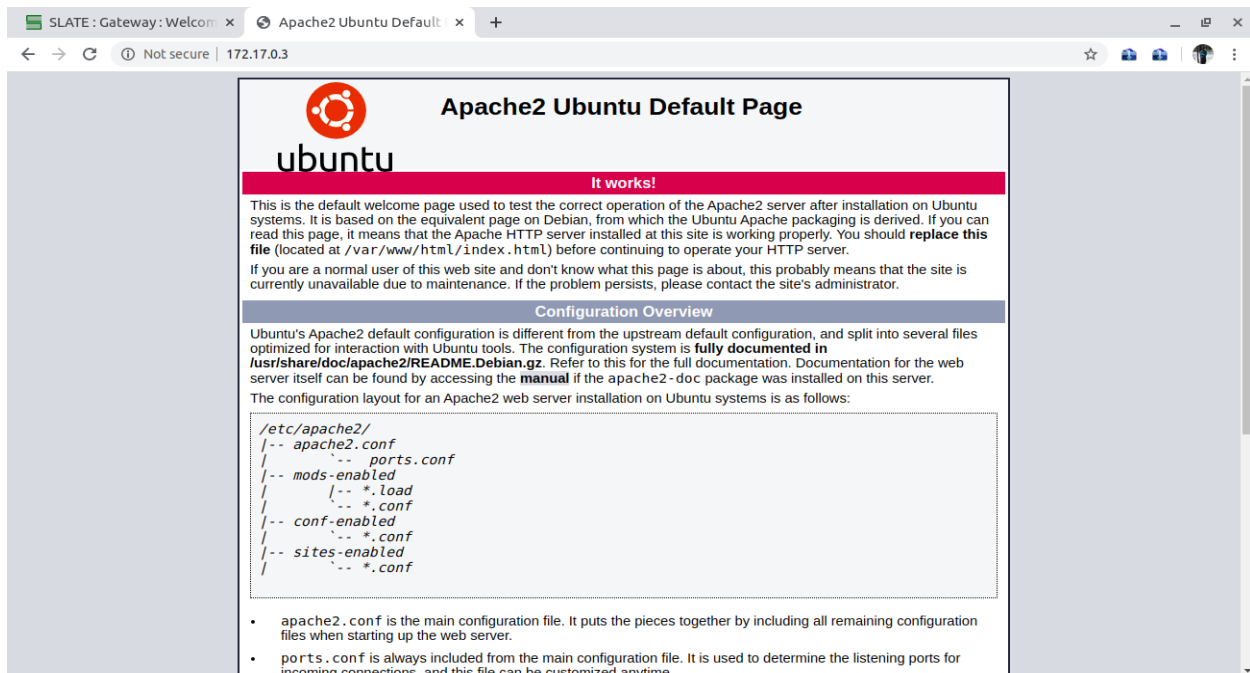 SLATE : Gateway : Welcom
Apache2 Ubuntu Default
Not secure | 172.17.0.3
Apache2 Ubuntu Default Page
ubuntu
It works!
This is the default welcome page used to test the correct operation of the Apache2 server after installation on Ubuntu
systems. It is based on the equivalent page on Debian, from which the Ubuntu Apache packaging is derived. If you can
read this page, it means that the Apache HTTP server installed at this site is working properly. You should replace this
file (located at /var/www/html/index.html) before continuing to operate your HTTP server.
If you are a normal user of this web site and don't know what this page is about, this probably means that the site is
currently unavailable due to maintenance. If the problem persists, please contact the site's administrator.
Configuration Overview
Ubuntu's Apache2 default configuration is different from the upstream default configuration, and split into several files
optimized for interaction with Ubuntu tools. The configuration system is fully documented in
/usr/share/doc/apache2/README.Debian.gz. Refer to this for the full documentation. Documentation for the web
server itself can be found by accessing the manual if the apache2-doc package was installed on this server.
The configuration layout for an Apache2 web server installation on Ubuntu systems is as follows:
/etc/apache2/
|-- apache2.conf
|       `--  ports.conf
|-- mods-enabled
|       |-- *.load
|       `-- *.conf
|-- conf-enabled
|       `-- *.conf
|-- sites-enabled
|       `-- *.conf
• apache2.conf is the main configuration file. It puts the pieces together by including all remaining configuration
files when starting up the web server.
• ports.conf is always included from the main configuration file. It is used to determine the listening ports for
incoming connections, and this file can be customized anytime.